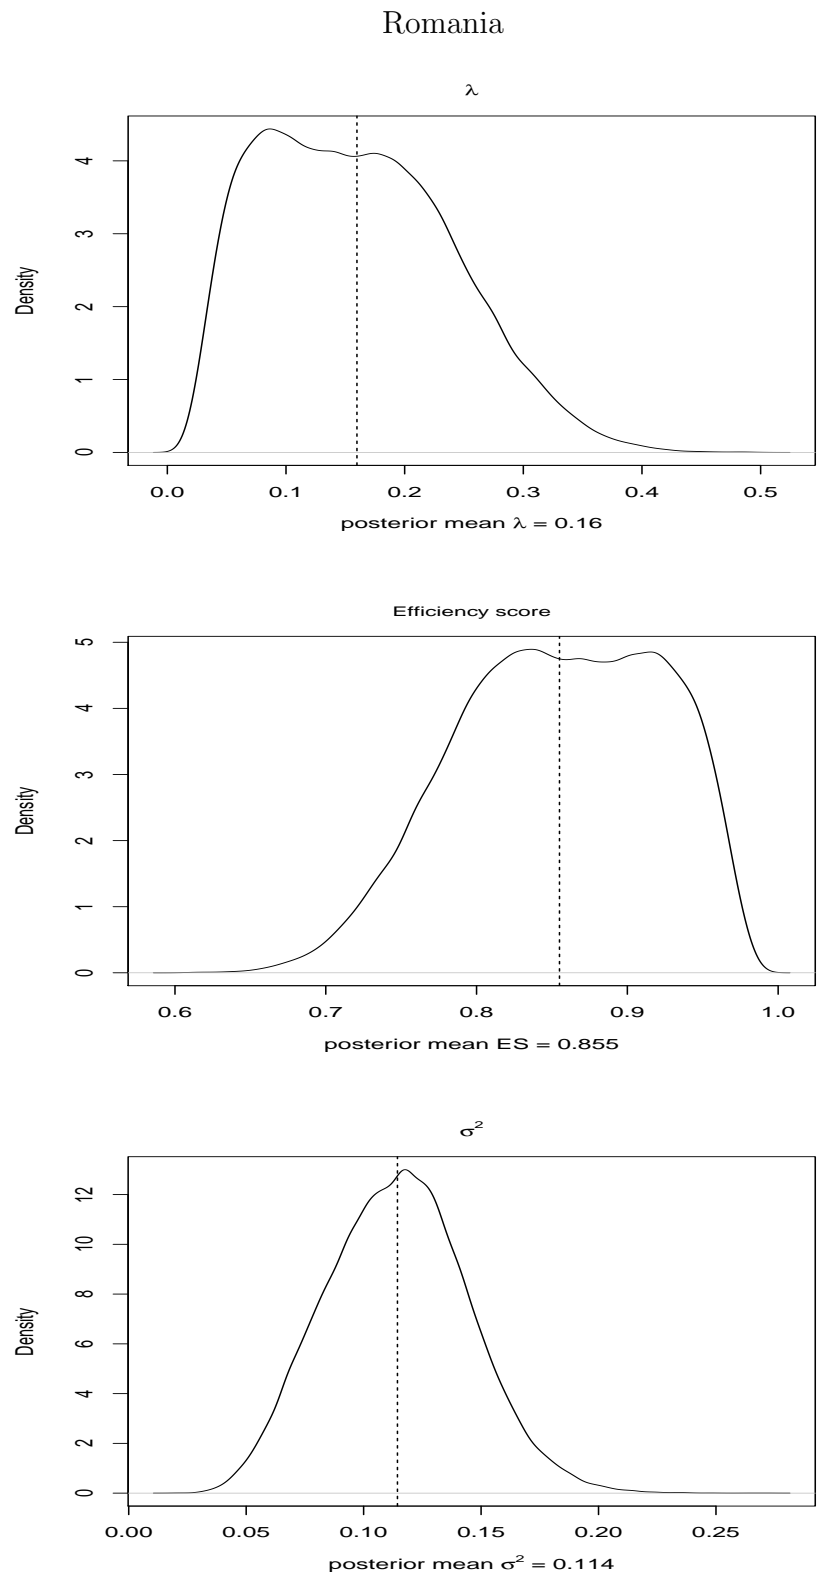 Romania
λ
Density
0 1 2 3 4
0.0 0.1 0.2 0.3 0.4 0.5
posterior mean λ = 0.16
Efficiency score
Density
0 1 2 3 4 5
0.6 0.7 0.8 0.9 1.0
posterior mean ES = 0.855
σ²
Density
0 2 4 6 8 10 12
0.00 0.05 0.10 0.15 0.20 0.25
posterior mean σ² = 0.114